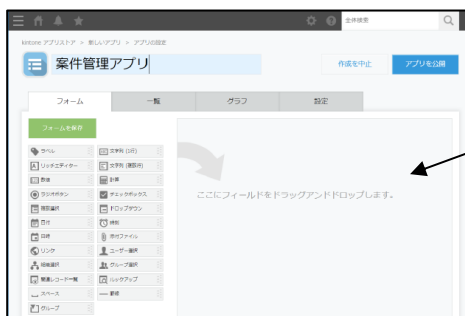 全体検索
kintone アプリストア > 新しいアプリ > アプリの設定
案件管理アプリ
作成を中止
アプリを公開
フォーム
一覧
グラフ
設定
フォームを保存
ラベル
文字列 (1行)
リッチエディター
文字列 (複数行)
数値
計算
ラジオボタン
チェックボックス
複数選択
ドロップダウン
日付
時刻
日時
添付ファイル
リンク
ユーザー選択
組織選択
グループ選択
関連レコード一覧
ルックアップ
スペース
罫線
グループ
ここにフィールドをドラッグアンドドロップします。